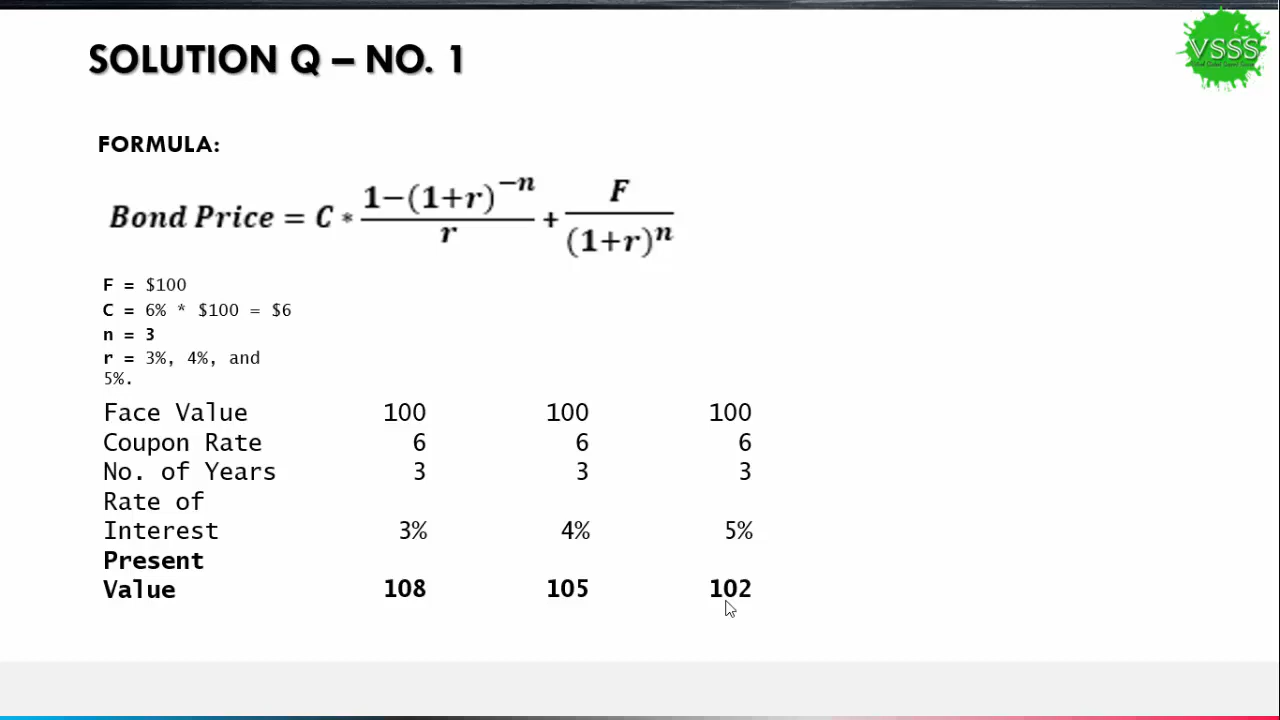 SOLUTION Q – NO. 1
VSSS
FORMULA:
Bond Price = C * \frac{1-(1+r)^{-n}}{r} + \frac{F}{(1+r)^n}
F = $100
C = 6% * $100 = $6
n = 3
r = 3%, 4%, and
5%.
Face Value 100 100 100
Coupon Rate 6 6 6
No. of Years 3 3 3
Rate of
Interest 3% 4% 5%
Present
Value 108 105 102